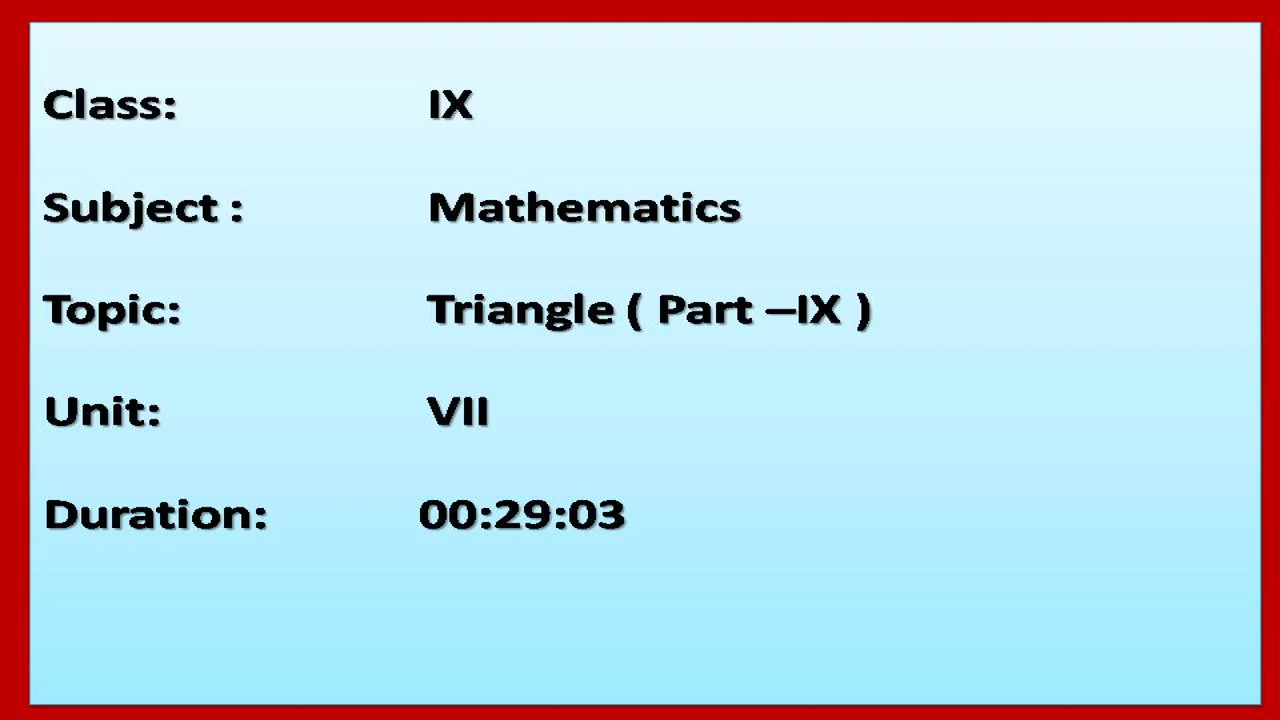 Class: IX
Subject : Mathematics
Topic: Triangle ( Part –IX )
Unit: VII
Duration: 00:29:03